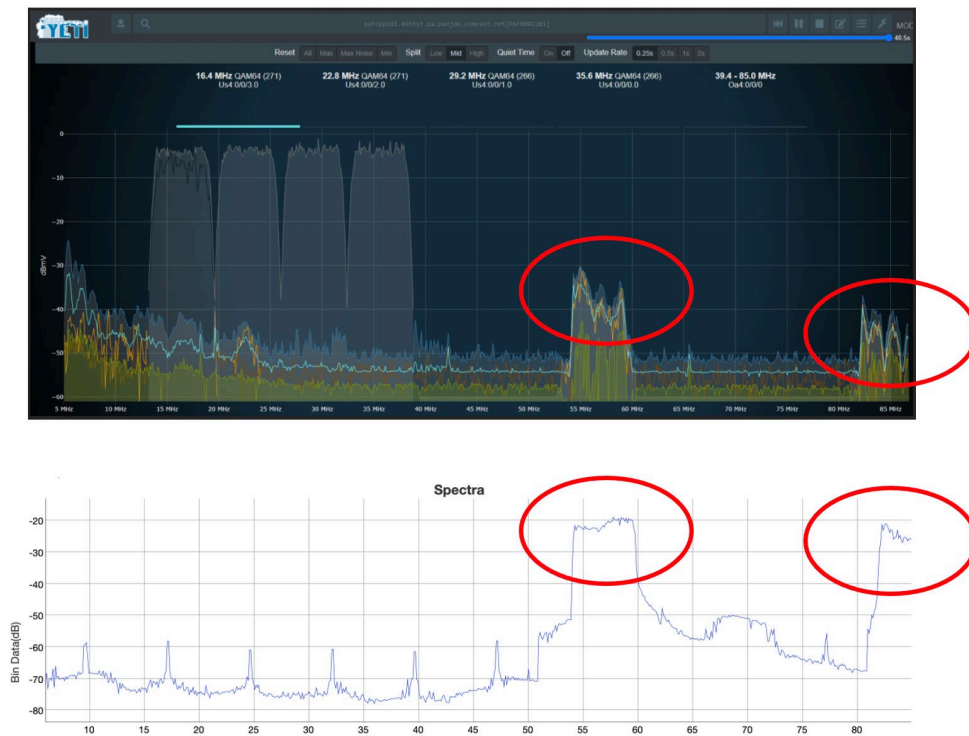 YETI
MOD
40.5s
Reset All Max Max Noise Min Split Low Mid High Quiet Time On Off Update Rate 0.25s 0.5s 1s 2s
16.4 MHz QAM64 (271) 22.8 MHz QAM64 (271) 29.2 MHz QAM64 (266) 35.6 MHz QAM64 (266) 39.4 - 85.0 MHz
Us4:0/0/3.0 Us4:0/0/2.0 Us4:0/0/1.0 Us4:0/0/0.0 Oa4:0/0/0
0
-10
-20
-30
dBmV
-40
-50
-60
5 MHz 10 MHz 15 MHz 20 MHz 25 MHz 30 MHz 35 MHz 40 MHz 45 MHz 50 MHz 55 MHz 60 MHz 65 MHz 70 MHz 75 MHz 80 MHz 85 MHz
Spectra
-20
-30
-40
-50
Bin Data(dB)
-60
-70
-80
10 15 20 25 30 35 40 45 50 55 60 65 70 75 80